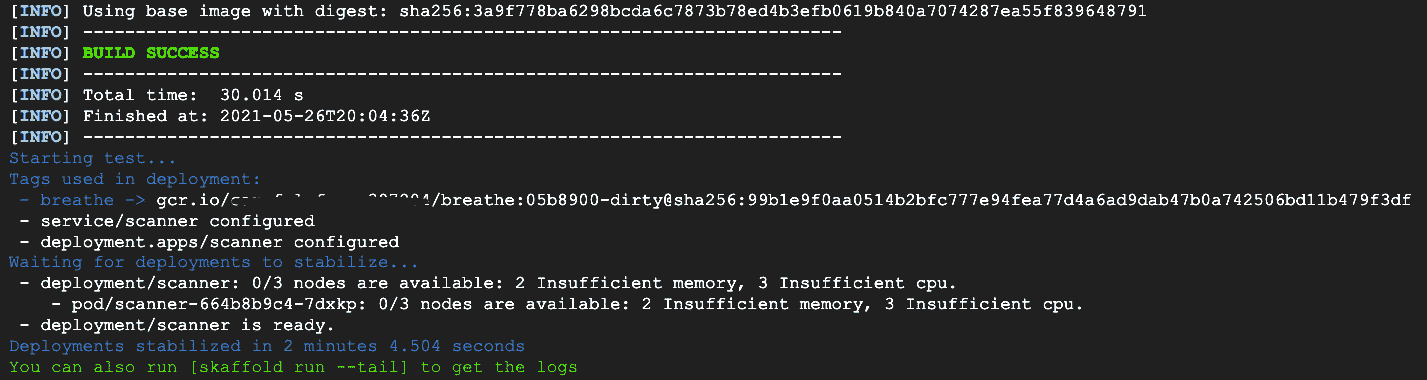 [INFO] Using base image with digest: sha256:3a9f778ba6298bcda6c7873b78ed4b3efb0619b840a7074287ea55f839648791
[INFO] ------------------------------------------------------------------------
[INFO] BUILD SUCCESS
[INFO] ------------------------------------------------------------------------
[INFO] Total time:  30.014 s
[INFO] Finished at: 2021-05-26T20:04:36Z
[INFO] ------------------------------------------------------------------------
Starting test...
Tags used in deployment:
 - breathe -> gcr.io/ /breathe:05b8900-dirty@sha256:99b1e9f0aa0514b2bfc777e94fea77d4a6ad9dab47b0a742506bd11b479f3df
 - service/scanner configured
 - deployment.apps/scanner configured
Waiting for deployments to stabilize...
 - deployment/scanner: 0/3 nodes are available: 2 Insufficient memory, 3 Insufficient cpu.
    - pod/scanner-664b8b9c4-7dxkp: 0/3 nodes are available: 2 Insufficient memory, 3 Insufficient cpu.
 - deployment/scanner is ready.
Deployments stabilized in 2 minutes 4.504 seconds
You can also run [skaffold run --tail] to get the logs